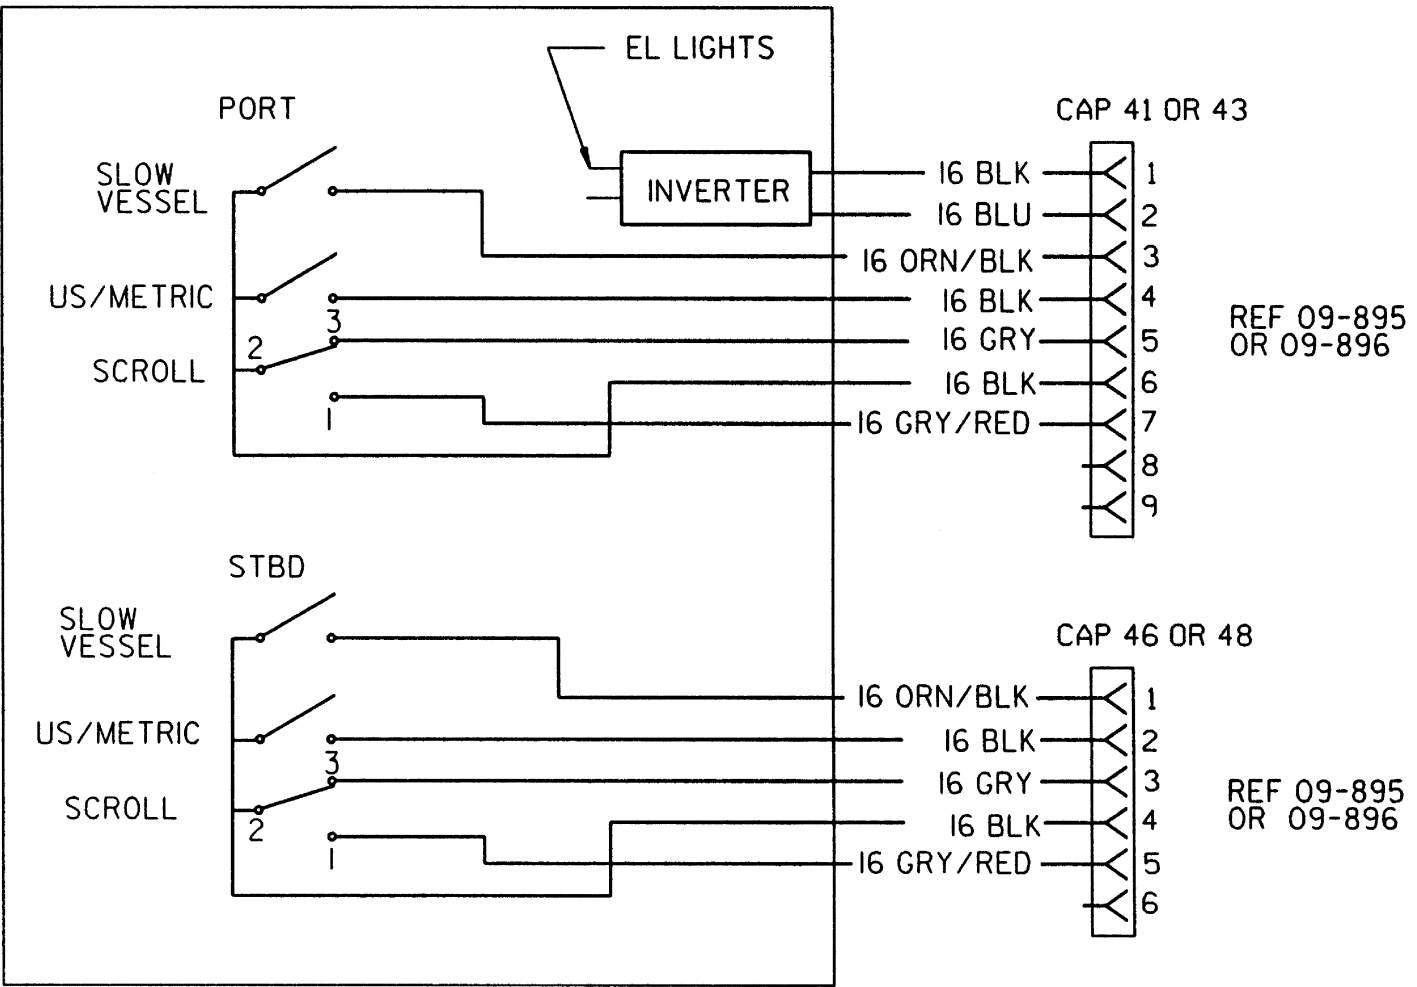 EL LIGHTS
PORT
CAP 41 OR 43
SLOW
VESSEL
INVERTER
16 BLK
1
16 BLU
2
16 ORN/BLK
3
US/METRIC
16 BLK
4
3
16 GRY
5
2
SCROLL
16 BLK
6
1
16 GRY/RED
7
8
9
REF 09-895
OR 09-896
STBD
SLOW
VESSEL
CAP 46 OR 48
16 ORN/BLK
1
US/METRIC
16 BLK
2
3
16 GRY
3
SCROLL
2
16 BLK
4
1
16 GRY/RED
5
6
REF 09-895
OR 09-896